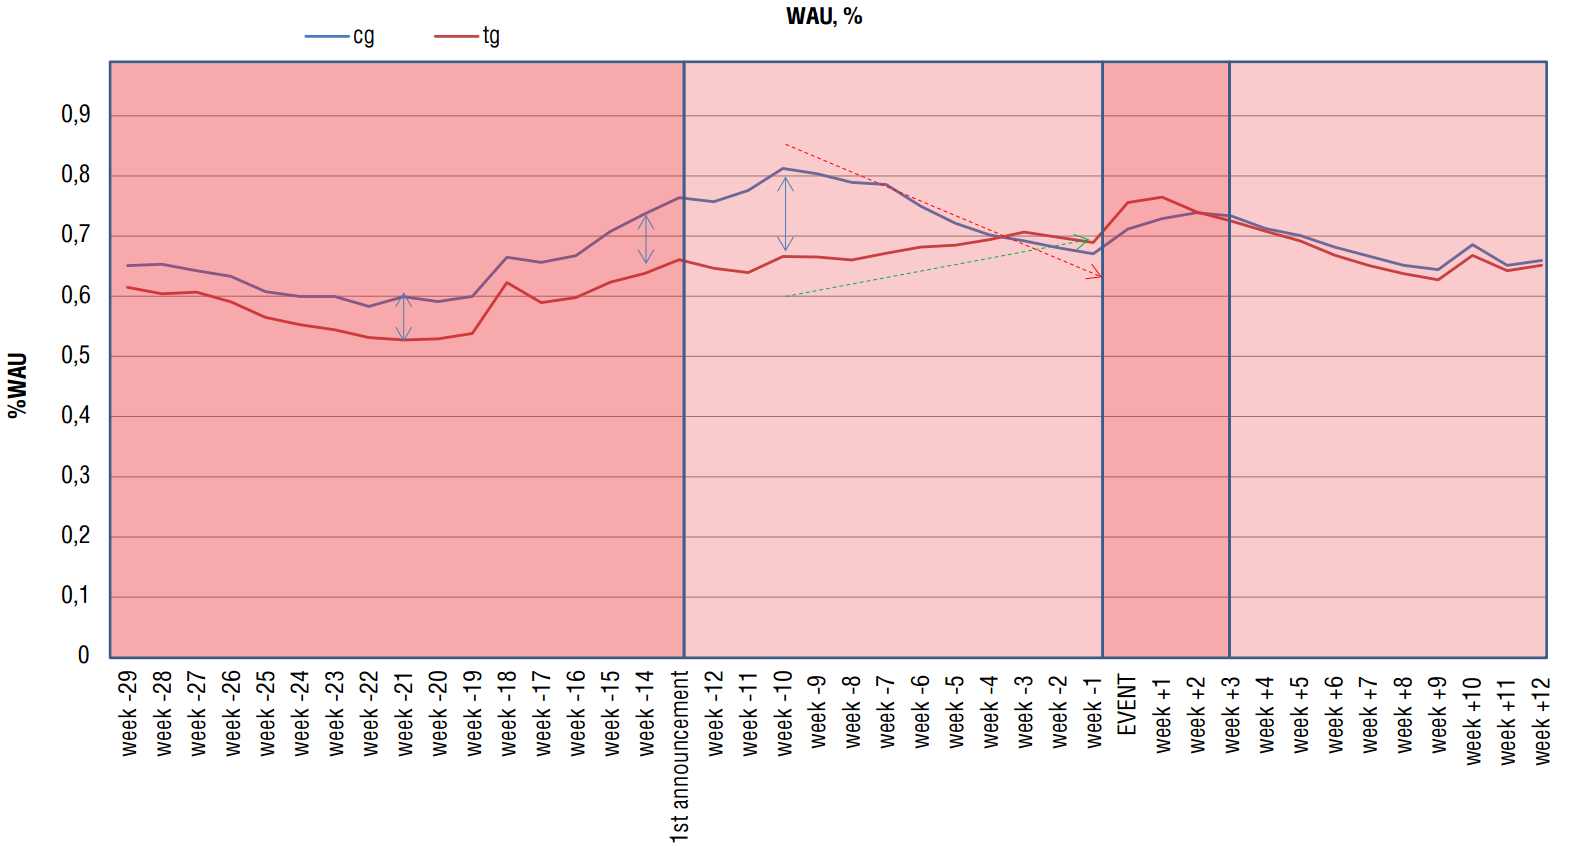 WAU, %
cg
tg
%WAU
0,9
0,8
0,7
0,6
0,5
0,4
0,3
0,2
0,1
0
week -29
week -28
week -27
week -26
week -25
week -24
week -23
week -22
week -21
week -20
week -19
week -18
week -17
week -16
week -15
week -14
1st announcement
week -12
week -11
week -10
week -9
week -8
week -7
week -6
week -5
week -4
week -3
week -2
week -1
EVENT
week +1
week +2
week +3
week +4
week +5
week +6
week +7
week +8
week +9
week +10
week +11
week +12